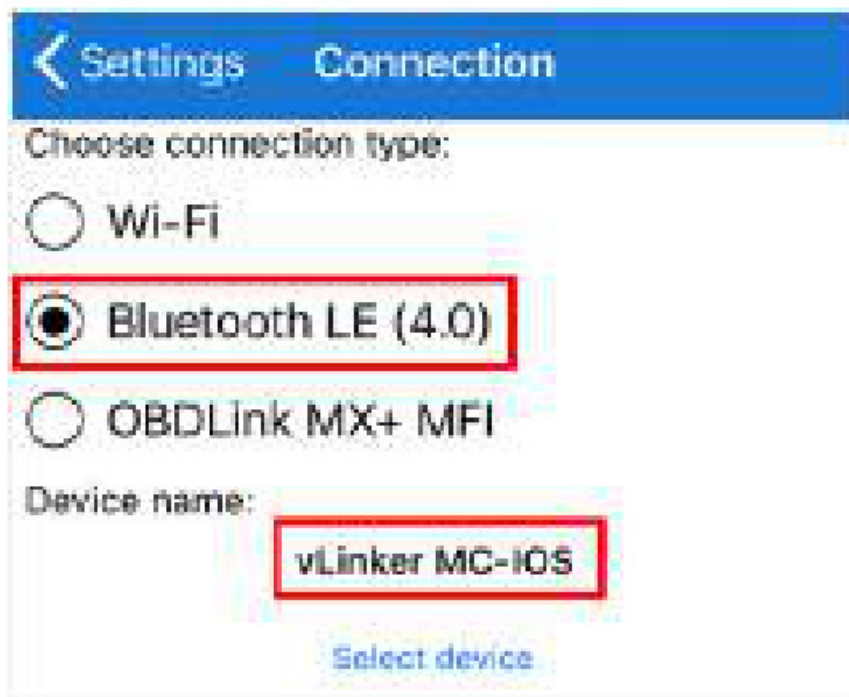 Settings Connection
Choose connection type:
Wi-Fi
Bluetooth LE (4.0)
OBDLink MX+ MFI
Device name:
vLinker MC-IOS
Select device